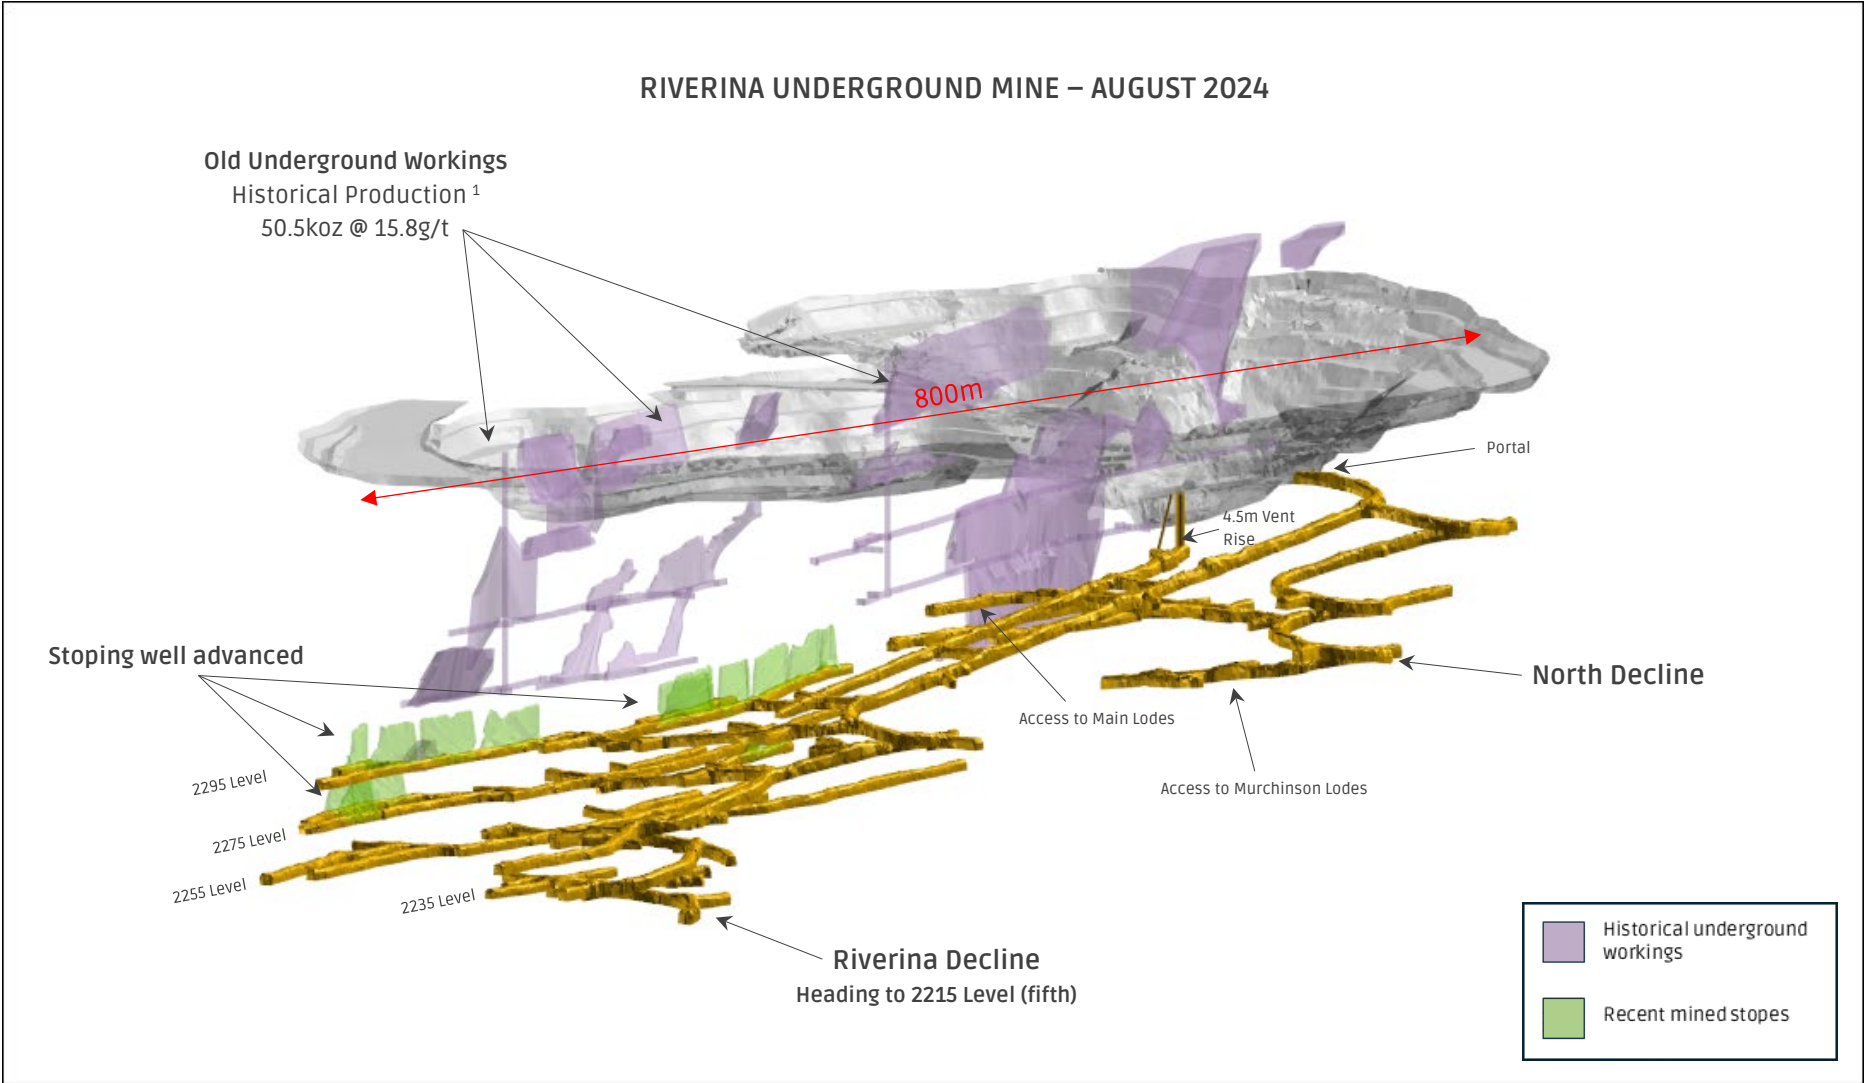 RIVERINA UNDERGROUND MINE – AUGUST 2024
Old Underground Workings
Historical Production 1
50.5koz @ 15.8g/t
800m
Portal
4.5m Vent
Rise
Stoping well advanced
North Decline
Access to Main Lodes
Access to Murchinson Lodes
2295 Level
2275 Level
2255 Level
2235 Level
Riverina Decline
Heading to 2215 Level (fifth)
Historical underground
workings
Recent mined stopes